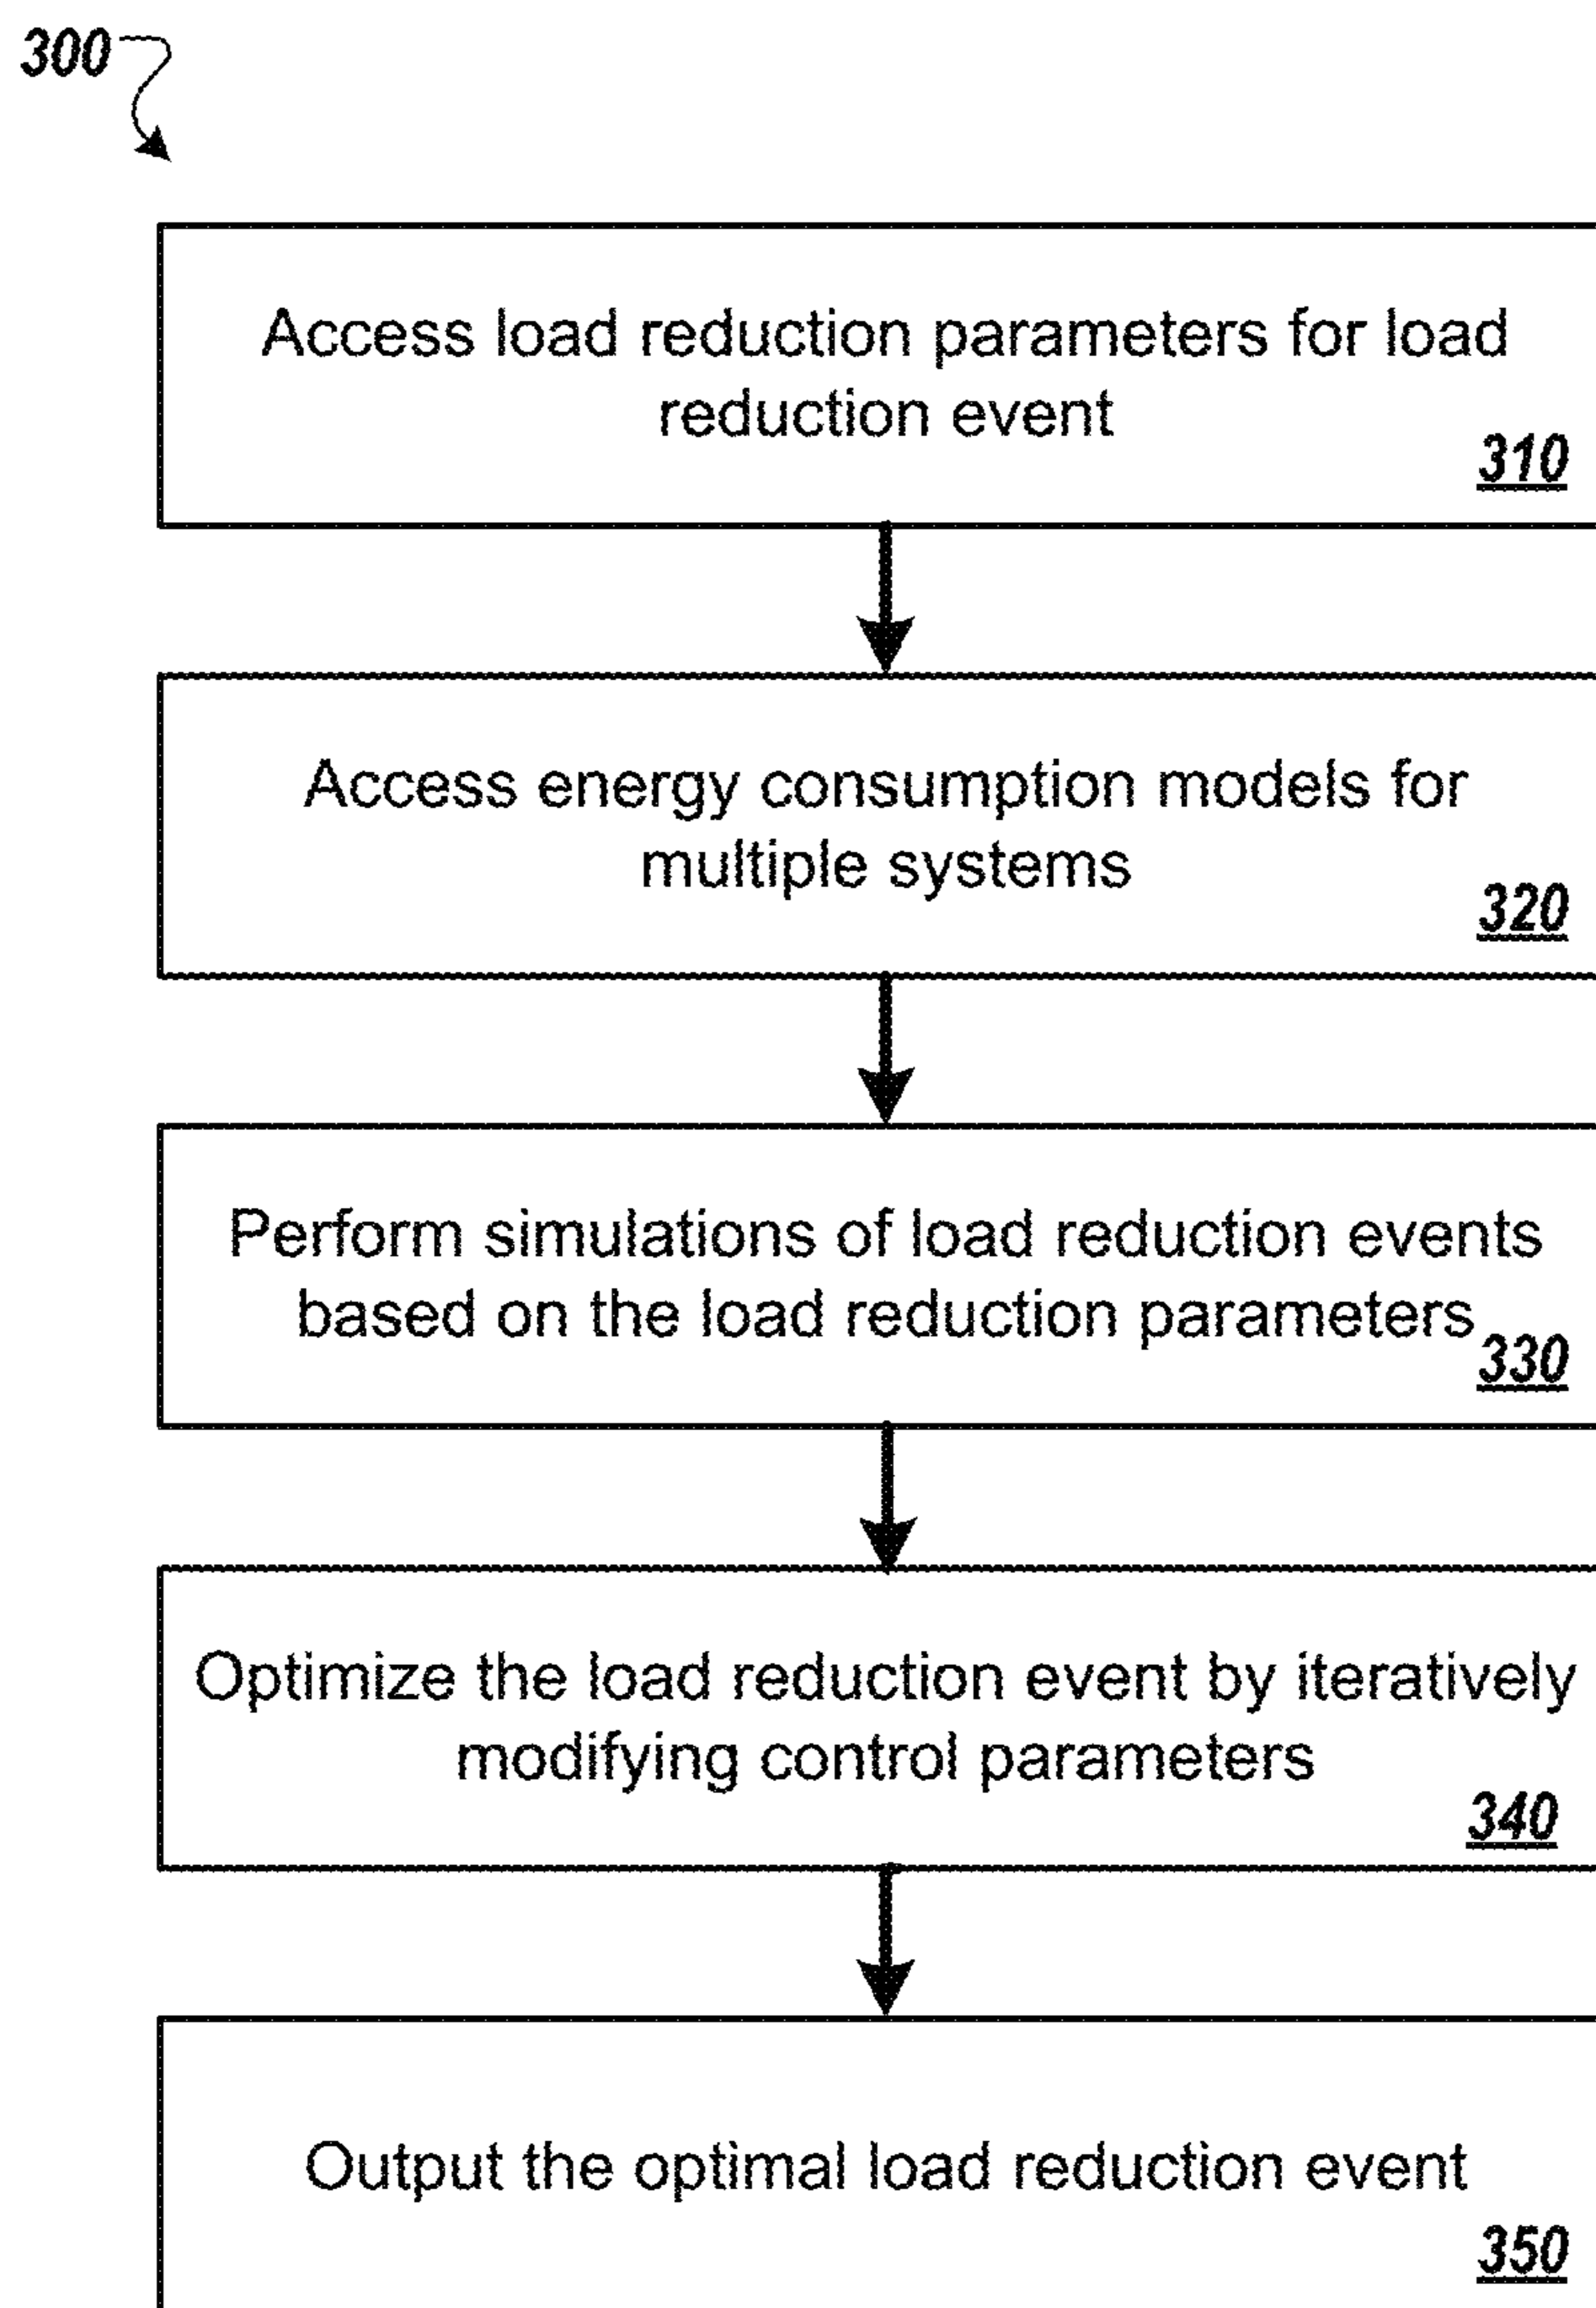 300
Access load reduction parameters for load
reduction event
310
Access energy consumption models for
multiple systems
320
Perform simulations of load reduction events
based on the load reduction parameters
330
Optimize the load reduction event by iteratively
modifying control parameters
340
Output the optimal load reduction event
350